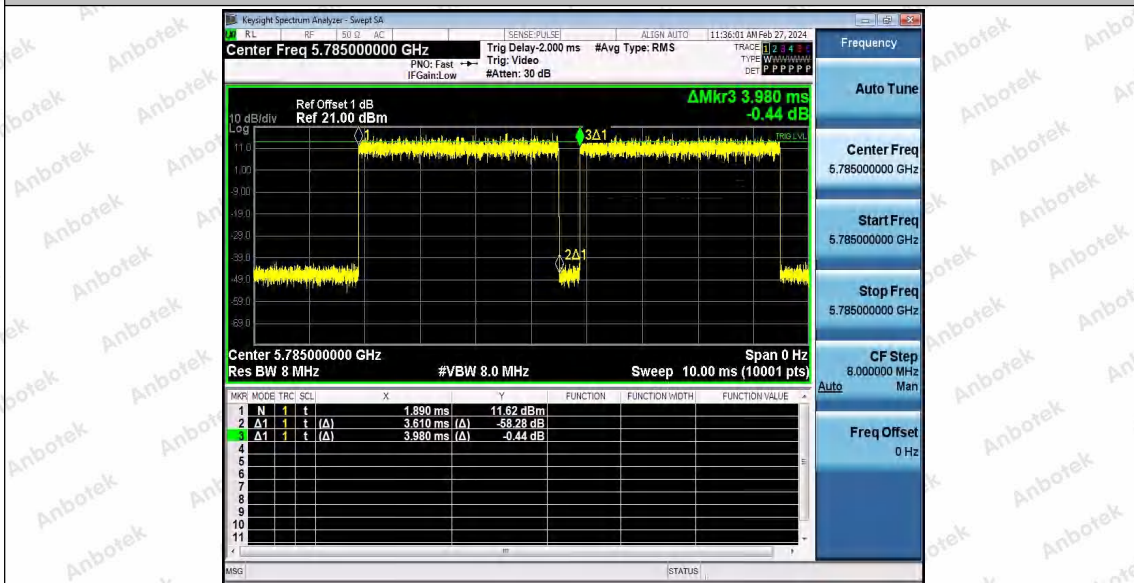 Keysight Spectrum Analyzer - Swept SA
RL RF 50 Ω AC SENSE:PULSE ALIGN AUTO 11:36:01 AM Feb 27, 2024
Center Freq 5.785000000 GHz
PNO: Fast
IFGain:Low
Trig Delay-2.000 ms
Trig: Video
#Atten: 30 dB
#Avg Type: RMS
TRACE 1 2 3 4 5 6
TYPE WWWWWW
DET P P P P P P
Ref Offset 1 dB
10 dB/div Ref 21.00 dBm
ΔMkr3 3.980 ms
-0.44 dB
Log
1
3Δ1
TRIG LVL
11.0
1.00
-9.00
-19.0
-29.0
-39.0
2Δ1
-49.0
-59.0
-69.0
Center 5.785000000 GHz Span 0 Hz
Res BW 8 MHz #VBW 8.0 MHz Sweep 10.00 ms (10001 pts)
MKR MODE TRC SCL X Y FUNCTION FUNCTION WIDTH FUNCTION VALUE
1 N 1 t 1.890 ms 11.62 dBm
2 Δ1 1 t (Δ) 3.610 ms (Δ) -58.28 dB
3 Δ1 1 t (Δ) 3.980 ms (Δ) -0.44 dB
4
5
6
7
8
9
10
11
MSG STATUS
Frequency
Auto Tune
Center Freq
5.785000000 GHz
Start Freq
5.785000000 GHz
Stop Freq
5.785000000 GHz
CF Step
8.000000 MHz
Auto Man
Freq Offset
0 Hz
Anbotek